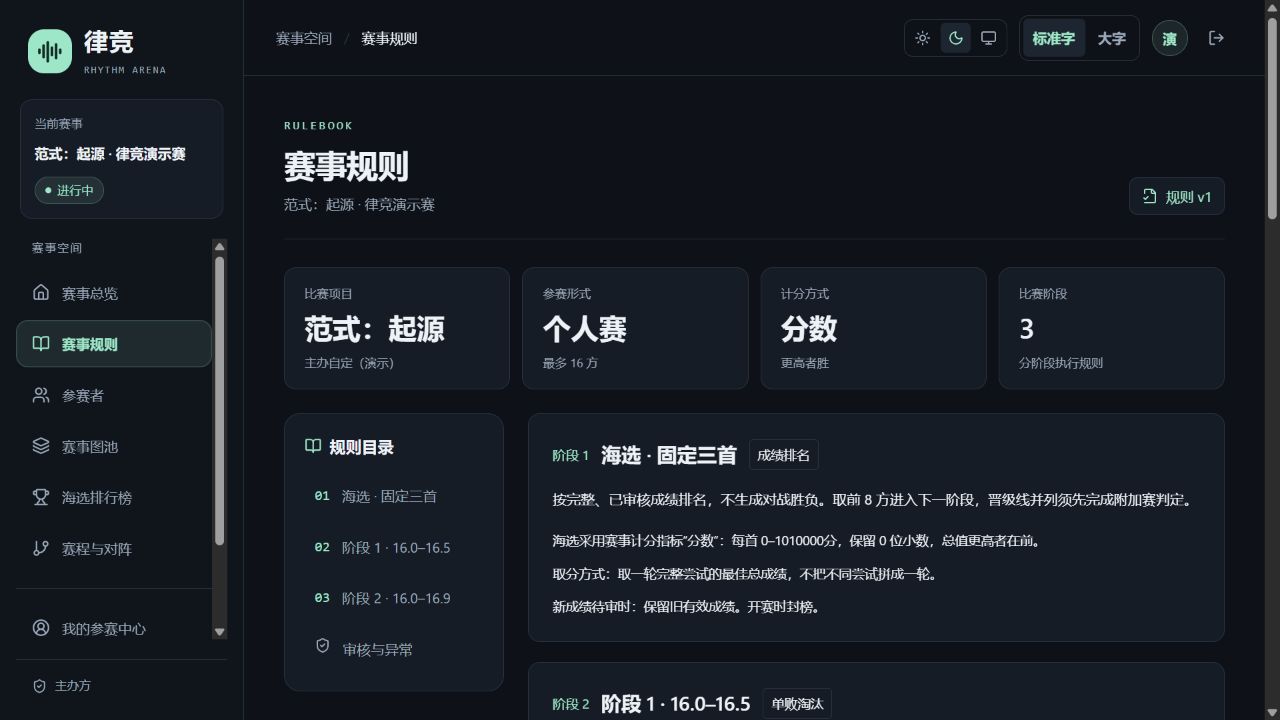 律竞
RHYTHM ARENA
当前赛事
范式：起源 · 律竞演示赛
进行中
赛事空间
赛事总览
赛事规则
参赛者
赛事图池
海选排行榜
赛程与对阵
我的参赛中心
主办方
赛事空间 / 赛事规则
标准字 大字 演
RULEBOOK
赛事规则
范式：起源 · 律竞演示赛
规则 v1
比赛项目
范式：起源
主办自定（演示）
参赛形式
个人赛
最多 16 方
计分方式
分数
更高者胜
比赛阶段
3
分阶段执行规则
规则目录
01 海选 · 固定三首
02 阶段 1 · 16.0–16.5
03 阶段 2 · 16.0–16.9
审核与异常
阶段 1 海选 · 固定三首 成绩排名
按完整、已审核成绩排名，不生成对战胜负。取前 8 方进入下一阶段，晋级线并列须先完成附加赛判定。
海选采用赛事计分指标“分数”：每首 0–1010000分，保留 0 位小数，总值更高者在前。
取分方式：取一轮完整尝试的最佳总成绩，不把不同尝试拼成一轮。
新成绩待审时：保留旧有效成绩。开赛时封榜。
阶段 2 阶段 1 · 16.0–16.5 单败淘汰